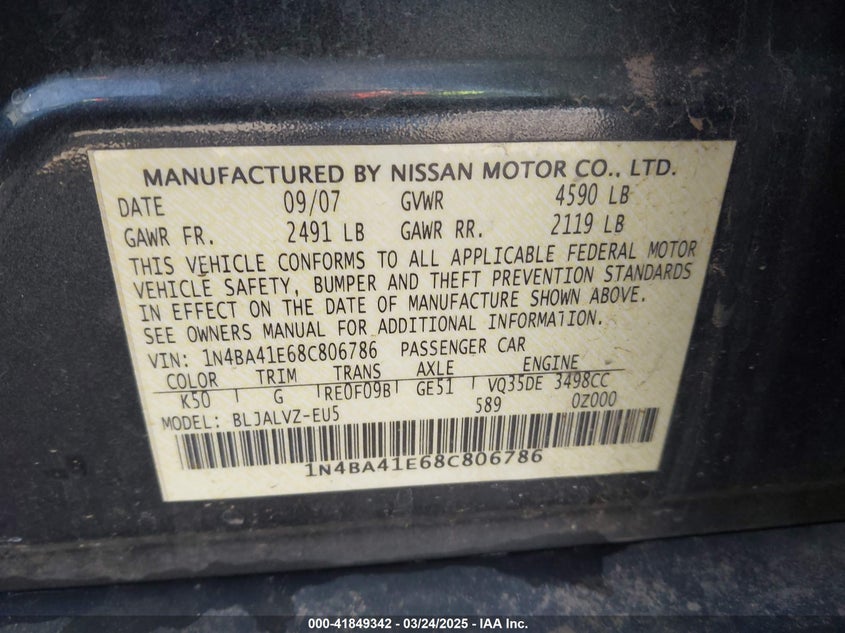 MANUFACTURED BY NISSAN MOTOR CO., LTD.
DATE 09/07 GVWR 4590 LB
GAWR FR. 2491 LB GAWR RR. 2119 LB
THIS VEHICLE CONFORMS TO ALL APPLICABLE FEDERAL MOTOR
VEHICLE SAFETY, BUMPER AND THEFT PREVENTION STANDARDS
IN EFFECT ON THE DATE OF MANUFACTURE SHOWN ABOVE.
SEE OWNERS MANUAL FOR ADDITIONAL INFORMATION.
VIN: 1N4BA41E68C806786 PASSENGER CAR
COLOR TRIM TRANS AXLE ENGINE
K50 G RE0F09B GE51 VQ35DE 3498CC
MODEL: BLJALVZ-EU5 589 0Z000
1N4BA41E68C806786
000-41849342 - 03/24/2025 - IAA Inc.